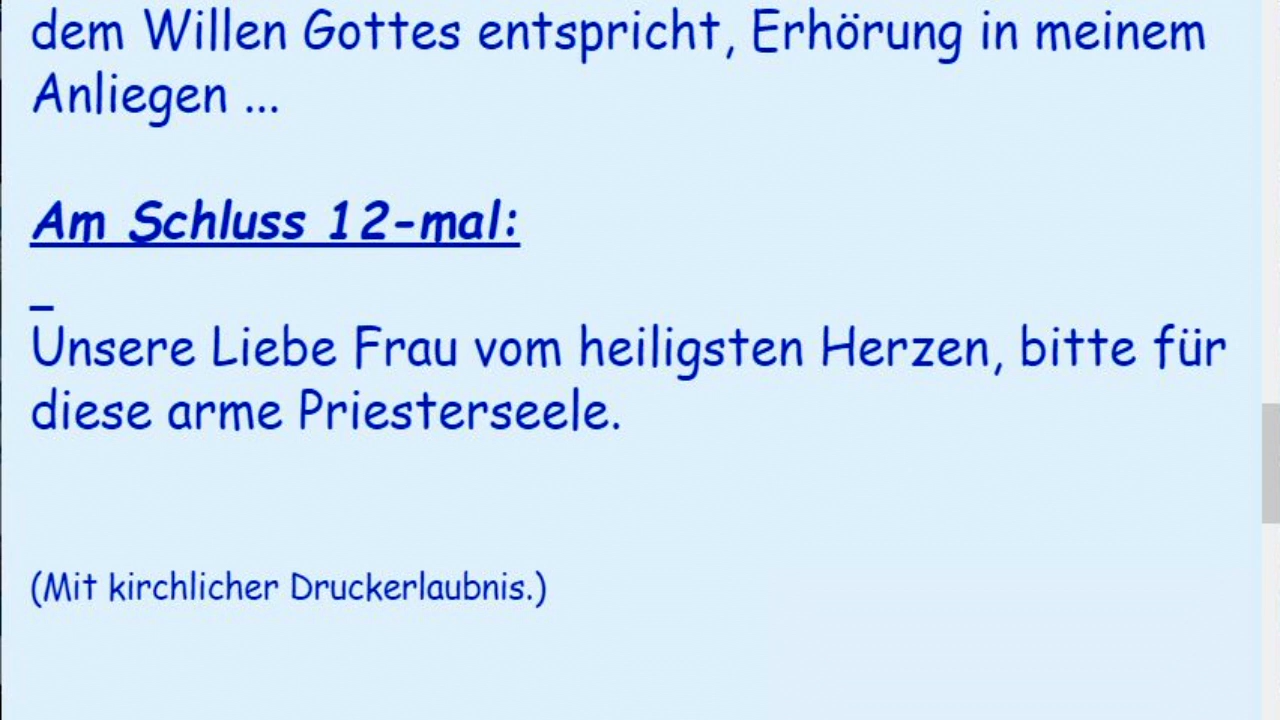 dem Willen Gottes entspricht, Erhörung in meinem
Anliegen ...
Am Schluss 12-mal:
_
Unsere Liebe Frau vom heiligsten Herzen, bitte für
diese arme Priesterseele.
(Mit kirchlicher Druckerlaubnis.)